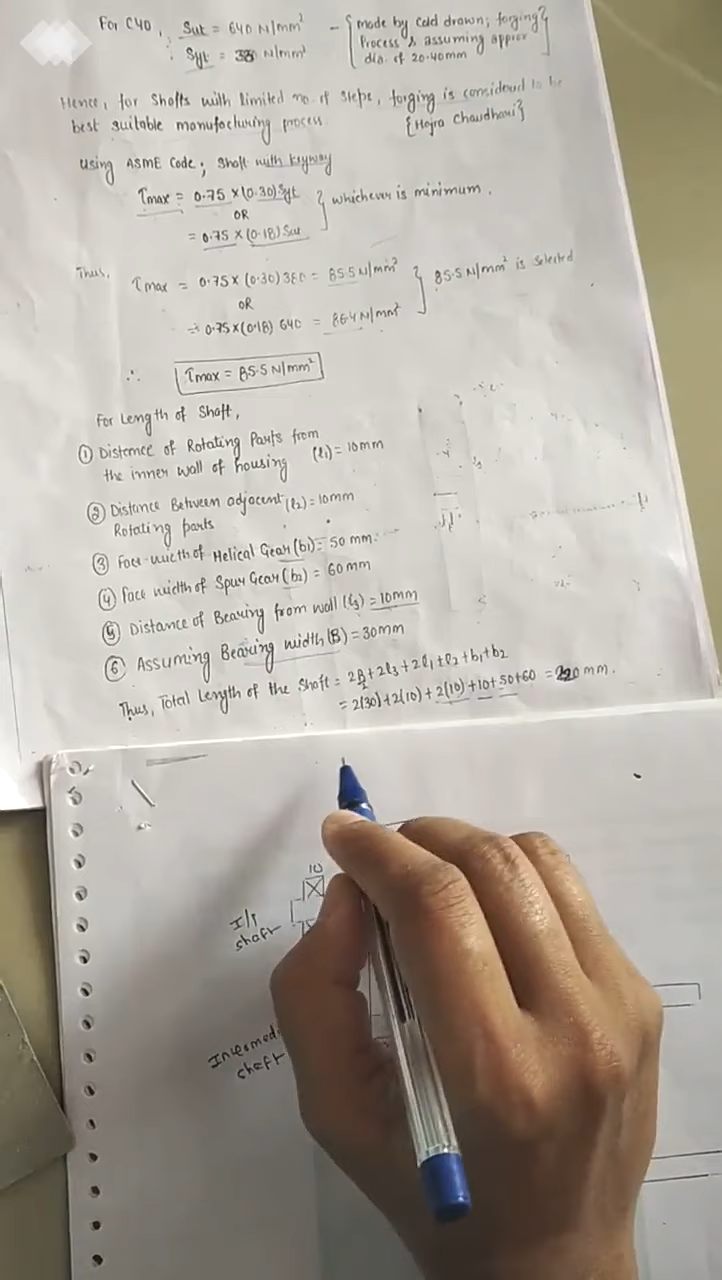 For C40, Sut = 640 N/mm² – {made by cold drawn; forging}
: Syt = 380 N/mm² {Process & assuming approx dia. of 20-40mm}
Hence, for Shafts with limited no. of steps, forging is considered to be
best suitable manufacturing process {Hajra Chaudhari}
Using ASME Code; Shaft with keyway
τmax = 0.75 × (0.30) Syt
OR } whichever is minimum.
= 0.75 × (0.18) Sut
Thus, τmax = 0.75 × (0.30) 380 = 85.5 N/mm²
OR } 85.5 N/mm² is selected
= 0.75 × (0.18) 640 = 86.4 N/mm²
∴ τmax = 85.5 N/mm²
For Length of Shaft,
① Distance of Rotating Parts from
the inner wall of housing (l₁) = 10mm
② Distance Between adjacent (l₂) = 10mm
Rotating parts
③ Face width of Helical Gear (b₁) = 50 mm.
④ Face width of Spur Gear (b₂) = 60 mm
⑤ Distance of Bearing from wall (l₃) = 10mm
⑥ Assuming Bearing width (B) = 30mm
Thus, Total Length of the Shaft = 2B + 2l₃ + 2l₁ + l₂ + b₁ + b₂
= 2(30) + 2(10) + 2(10) + 10 + 50 + 60 = 220 mm.
10
I/P
shaft
Intermed
shaft